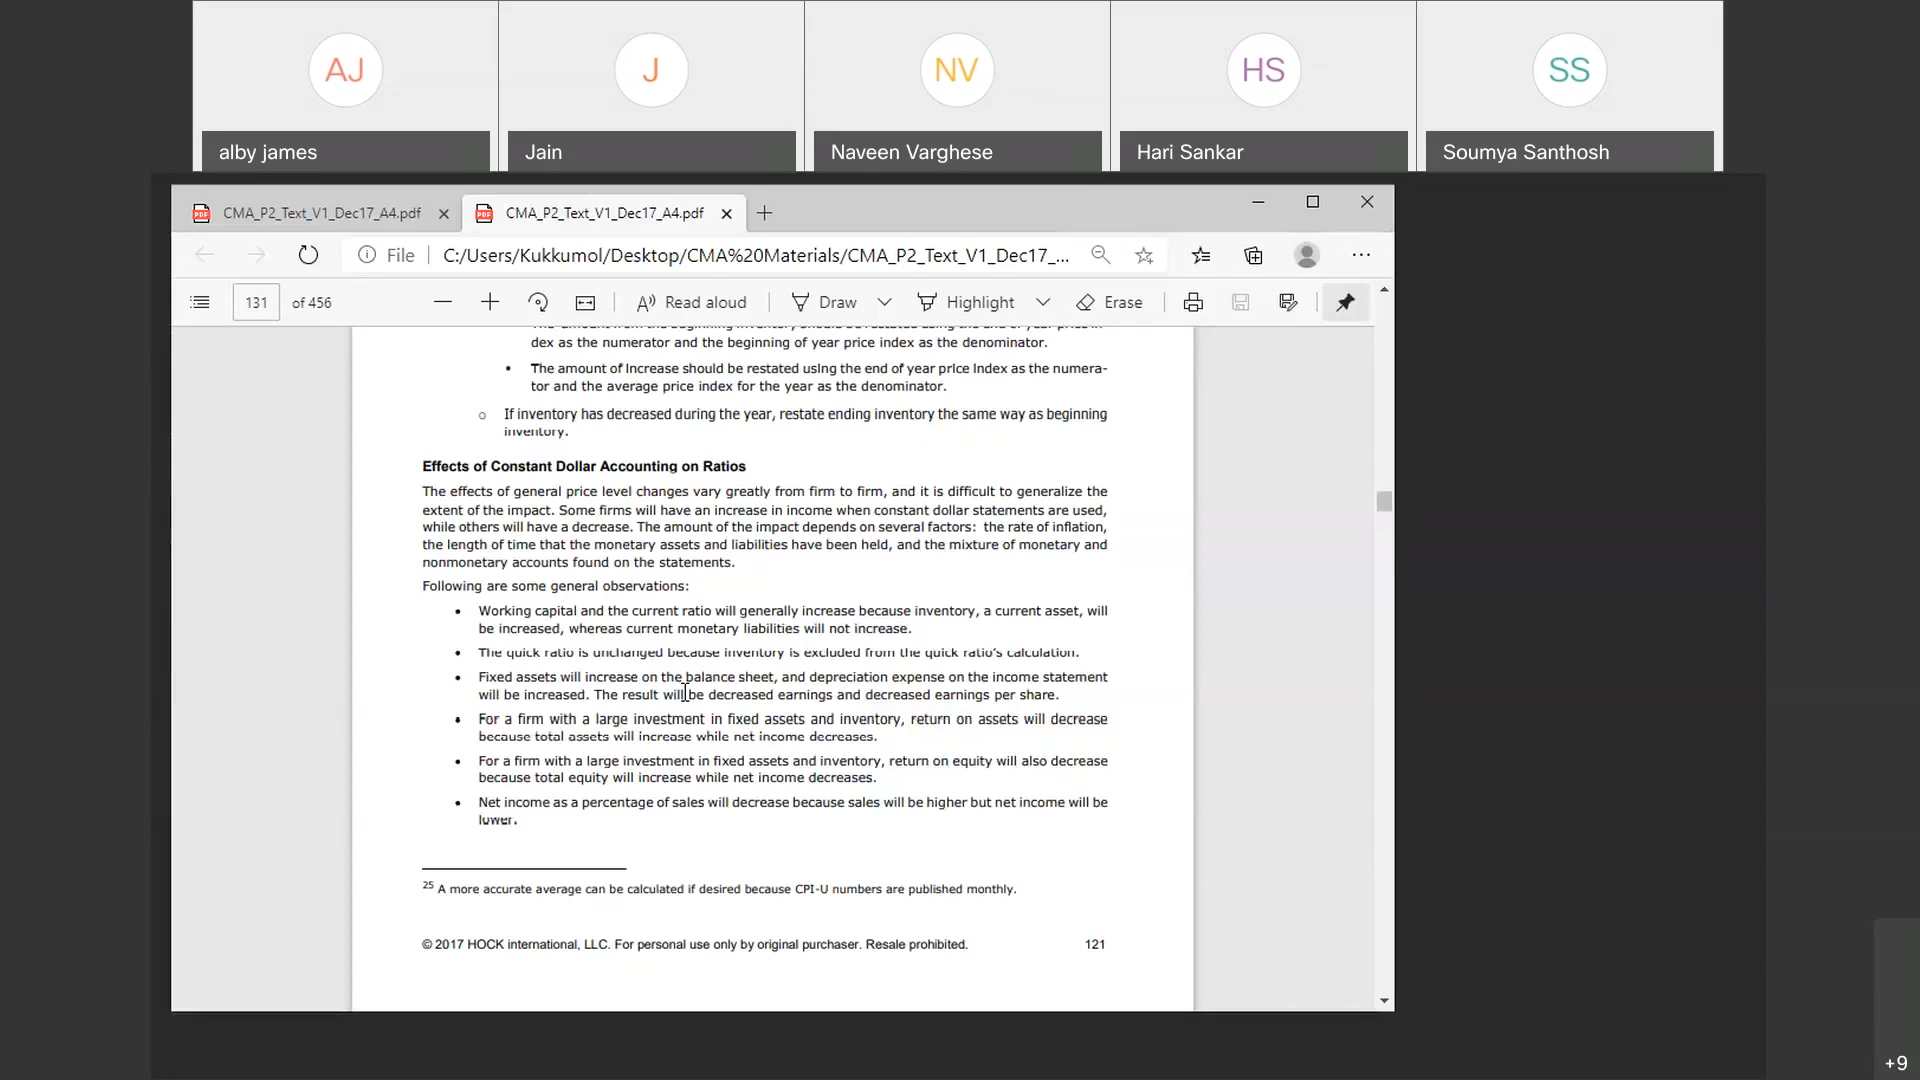 AJ
J
NV
HS
SS
alby james
Jain
Naveen Varghese
Hari Sankar
Soumya Santhosh
CMA_P2_Text_V1_Dec17_A4.pdf
CMA_P2_Text_V1_Dec17_A4.pdf
File
C:/Users/Kukkumol/Desktop/CMA%20Materials/CMA_P2_Text_V1_Dec17_...
131 of 456
Read aloud
Draw
Highlight
Erase
dex as the numerator and the beginning of year price index as the denominator.
▪ The amount of increase should be restated using the end of year price index as the numera-
tor and the average price index for the year as the denominator.
o If inventory has decreased during the year, restate ending inventory the same way as beginning
inventory.
Effects of Constant Dollar Accounting on Ratios
The effects of general price level changes vary greatly from firm to firm, and it is difficult to generalize the
extent of the impact. Some firms will have an increase in income when constant dollar statements are used,
while others will have a decrease. The amount of the impact depends on several factors: the rate of inflation,
the length of time that the monetary assets and liabilities have been held, and the mixture of monetary and
nonmonetary accounts found on the statements.
Following are some general observations:
• Working capital and the current ratio will generally increase because inventory, a current asset, will
be increased, whereas current monetary liabilities will not increase.
• The quick ratio is unchanged because inventory is excluded from the quick ratio's calculation.
• Fixed assets will increase on the balance sheet, and depreciation expense on the income statement
will be increased. The result will be decreased earnings and decreased earnings per share.
• For a firm with a large investment in fixed assets and inventory, return on assets will decrease
because total assets will increase while net income decreases.
• For a firm with a large investment in fixed assets and inventory, return on equity will also decrease
because total equity will increase while net income decreases.
• Net income as a percentage of sales will decrease because sales will be higher but net income will be
lower.
25 A more accurate average can be calculated if desired because CPI-U numbers are published monthly.
© 2017 HOCK international, LLC. For personal use only by original purchaser. Resale prohibited.
121
+9